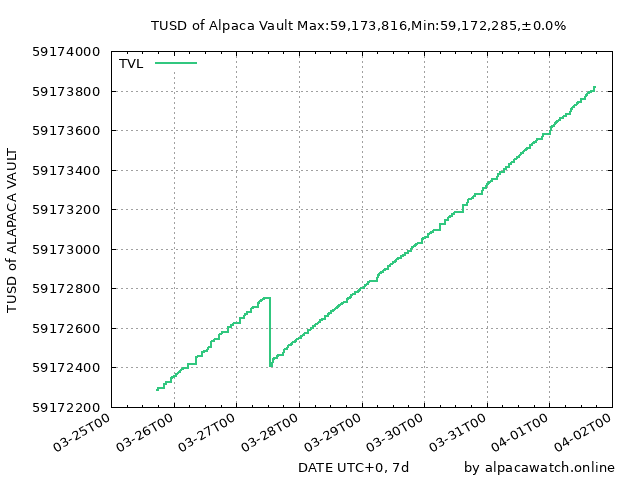 TUSD of Alpaca Vault Max:59,173,816,Min:59,172,285,±0.0%
TVL
59174000
59173800
59173600
59173400
59173200
59173000
59172800
59172600
59172400
59172200
TUSD of ALAPACA VAULT
03-25T00
03-26T00
03-27T00
03-28T00
03-29T00
03-30T00
03-31T00
04-01T00
04-02T00
DATE UTC+0, 7d
by alpacawatch.online